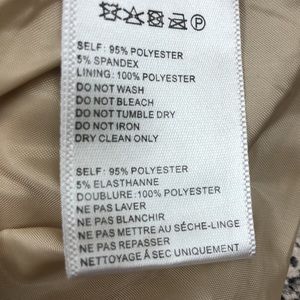 P
SELF: 95% POLYESTER
5% SPANDEX
LINING: 100% POLYESTER
DO NOT WASH
DO NOT BLEACH
DO NOT TUMBLE DRY
DO NOT IRON
DRY CLEAN ONLY
SELF: 95% POLYESTER
5% ELASTHANNE
DOUBLURE: 100% POLYESTER
NE PAS LAVER
NE PAS BLANCHIR
NE PAS METTRE AU SÉCHE-LINGE
NE PAS REPASSER
NETTOYAGE Á SEC UNIQUEMENT